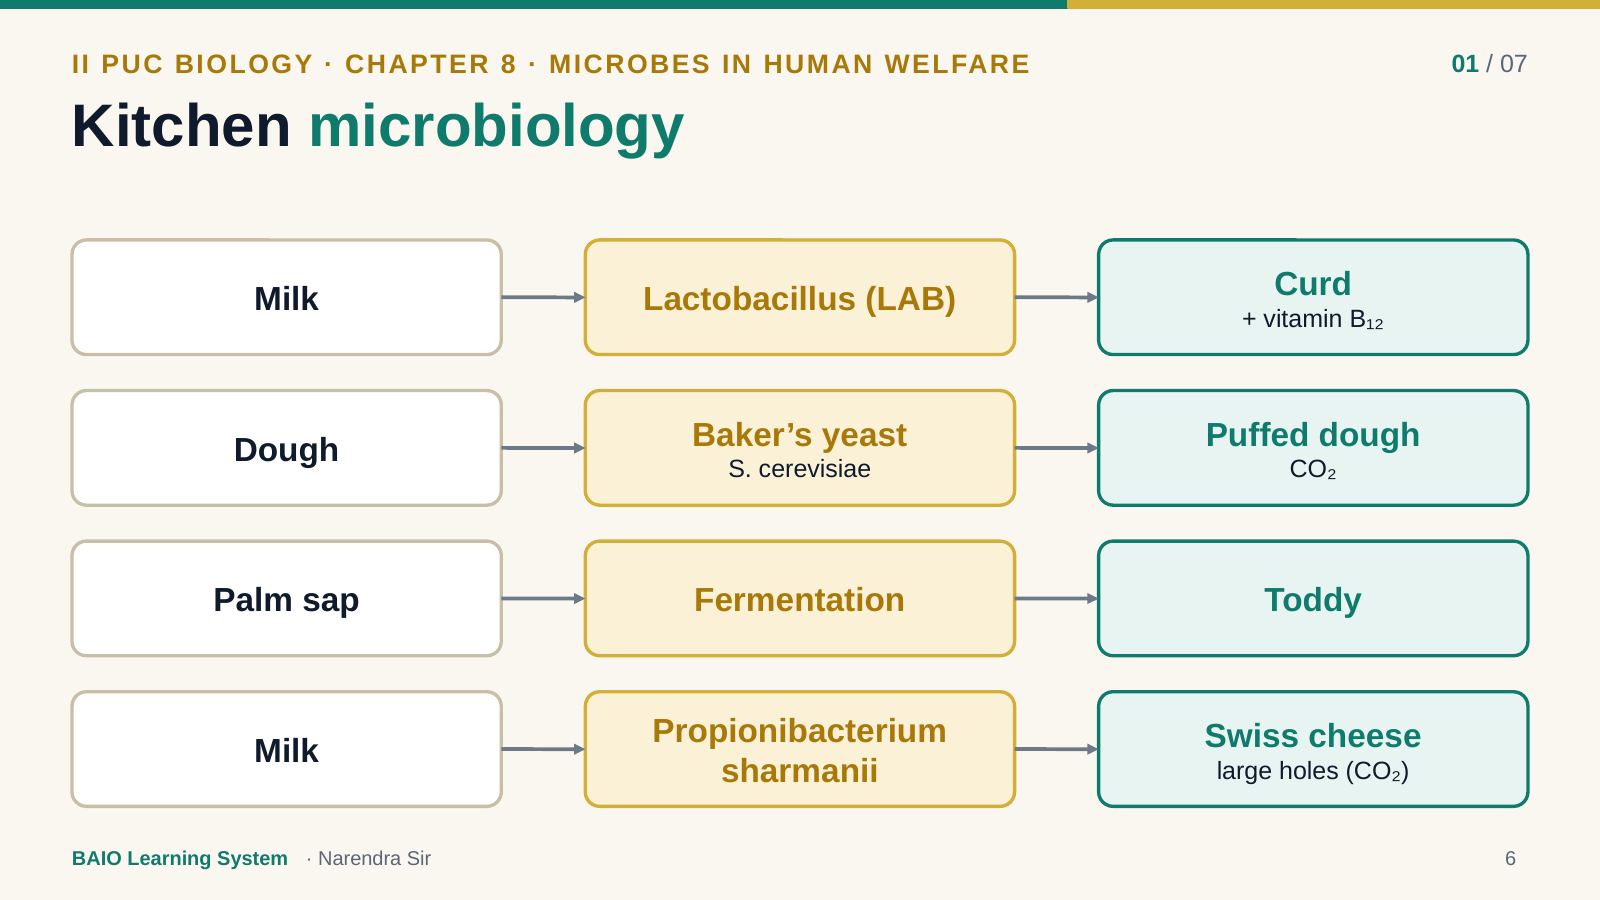 II PUC BIOLOGY · CHAPTER 8 · MICROBES IN HUMAN WELFARE
01 / 07
Kitchen microbiology
Milk
Lactobacillus (LAB)
Curd
+ vitamin B₁₂
Dough
Baker’s yeast
S. cerevisiae
Puffed dough
CO₂
Palm sap
Fermentation
Toddy
Milk
Propionibacterium
sharmanii
Swiss cheese
large holes (CO₂)
BAIO Learning System · Narendra Sir
6